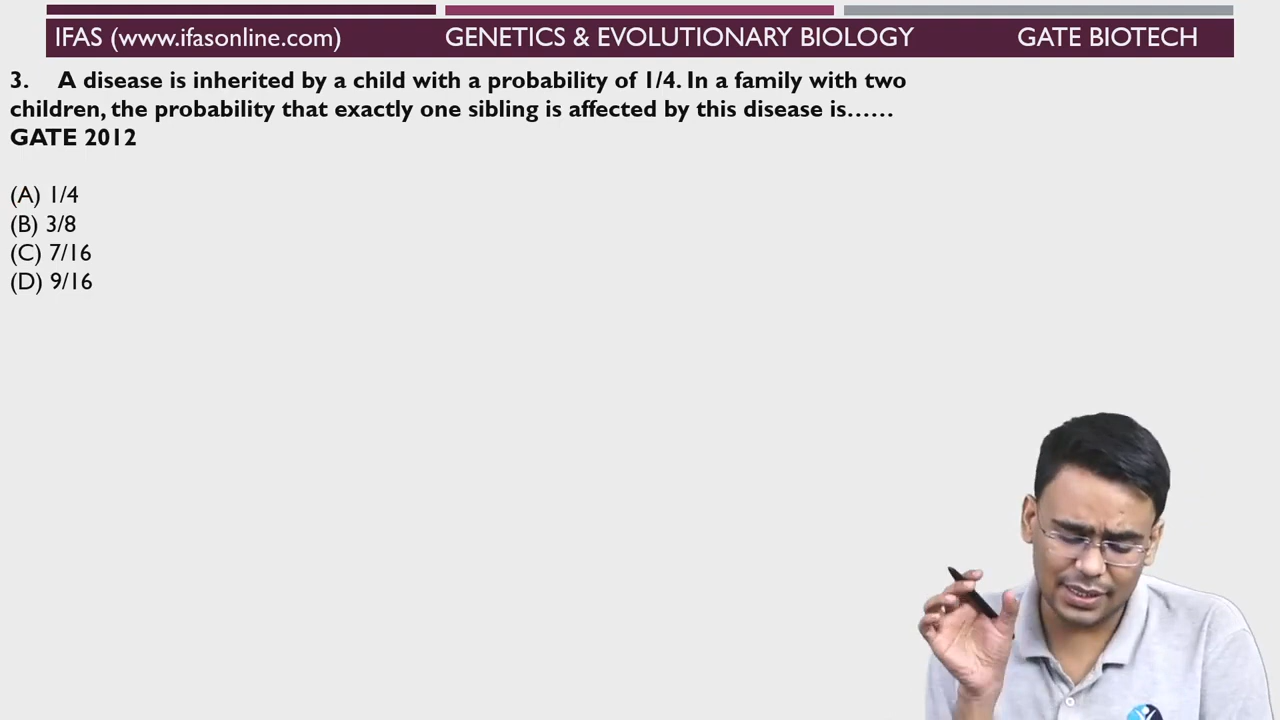 IFAS (www.ifasonline.com) GENETICS & EVOLUTIONARY BIOLOGY GATE BIOTECH
3. A disease is inherited by a child with a probability of 1/4. In a family with two
children, the probability that exactly one sibling is affected by this disease is......
GATE 2012
(A) 1/4
(B) 3/8
(C) 7/16
(D) 9/16